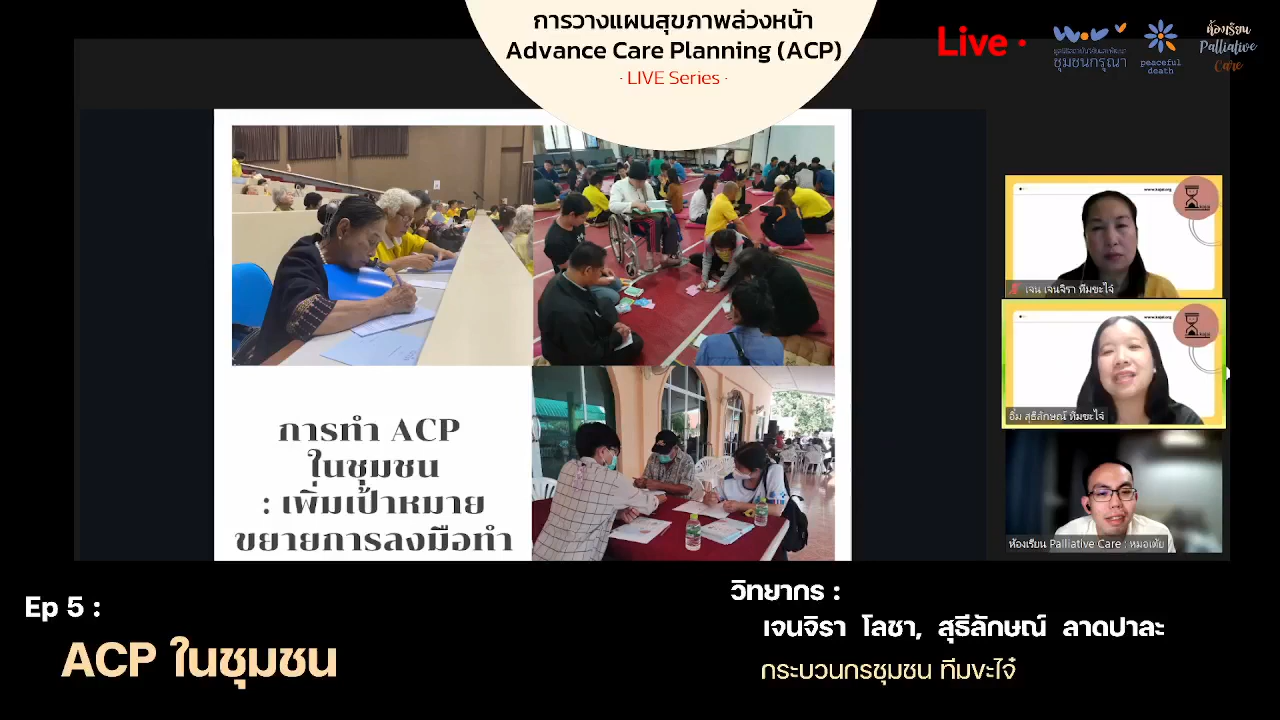 การวางแผนสุขภาพล่วงหน้า
Advance Care Planning (ACP)
· LIVE Series ·
Live ·
ชุมชนกรุณา
peaceful
death
ห้องเรียน
Palliative
Care
www.kajai.org
เจน เจนจิรา ทีมขะไจ๋
www.kajai.org
อิ๋ม สุธีลักษณ์ ทีมขะไจ๋
ห้องเรียน Palliative Care : หมอเต้ย
การทำ ACP
ในชุมชน
: เพิ่มเป้าหมาย
ขยายการลงมือทำ
Ep 5 :
ACP ในชุมชน
วิทยากร :
เจนจิรา โลชา, สุธีลักษณ์ ลาดปาละ
กระบวนกรชุมชน ทีมขะไจ๋